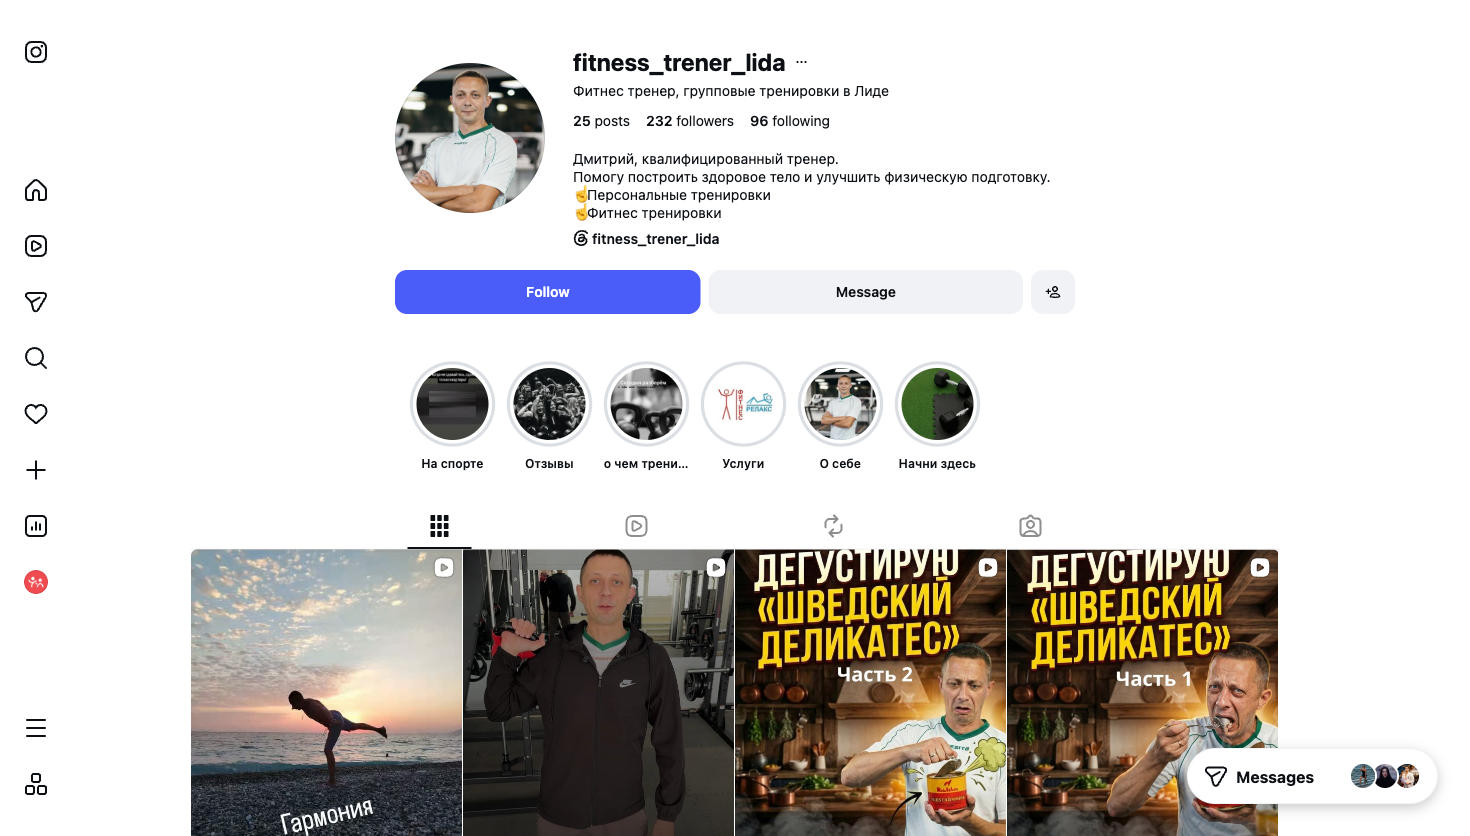 fitness_trener_lida ...
Фитнес тренер, групповые тренировки в Лиде
25 posts 232 followers 96 following
Дмитрий, квалифицированный тренер.
Помогу построить здоровое тело и улучшить физическую подготовку.
☝Персональные тренировки
☝Фитнес тренировки
fitness_trener_lida
Follow
Message
ФИТНЕС
РЕЛАКС
На спорте
Отзывы
о чем трени...
Услуги
О себе
Начни здесь
Гармония
ДЕГУСТИРУЮ
«ШВЕДСКИЙ
ДЕЛИКАТЕС»
Часть 2
ДЕГУСТИРУЮ
«ШВЕДСКИЙ
ДЕЛИКАТЕС»
Часть 1
Messages